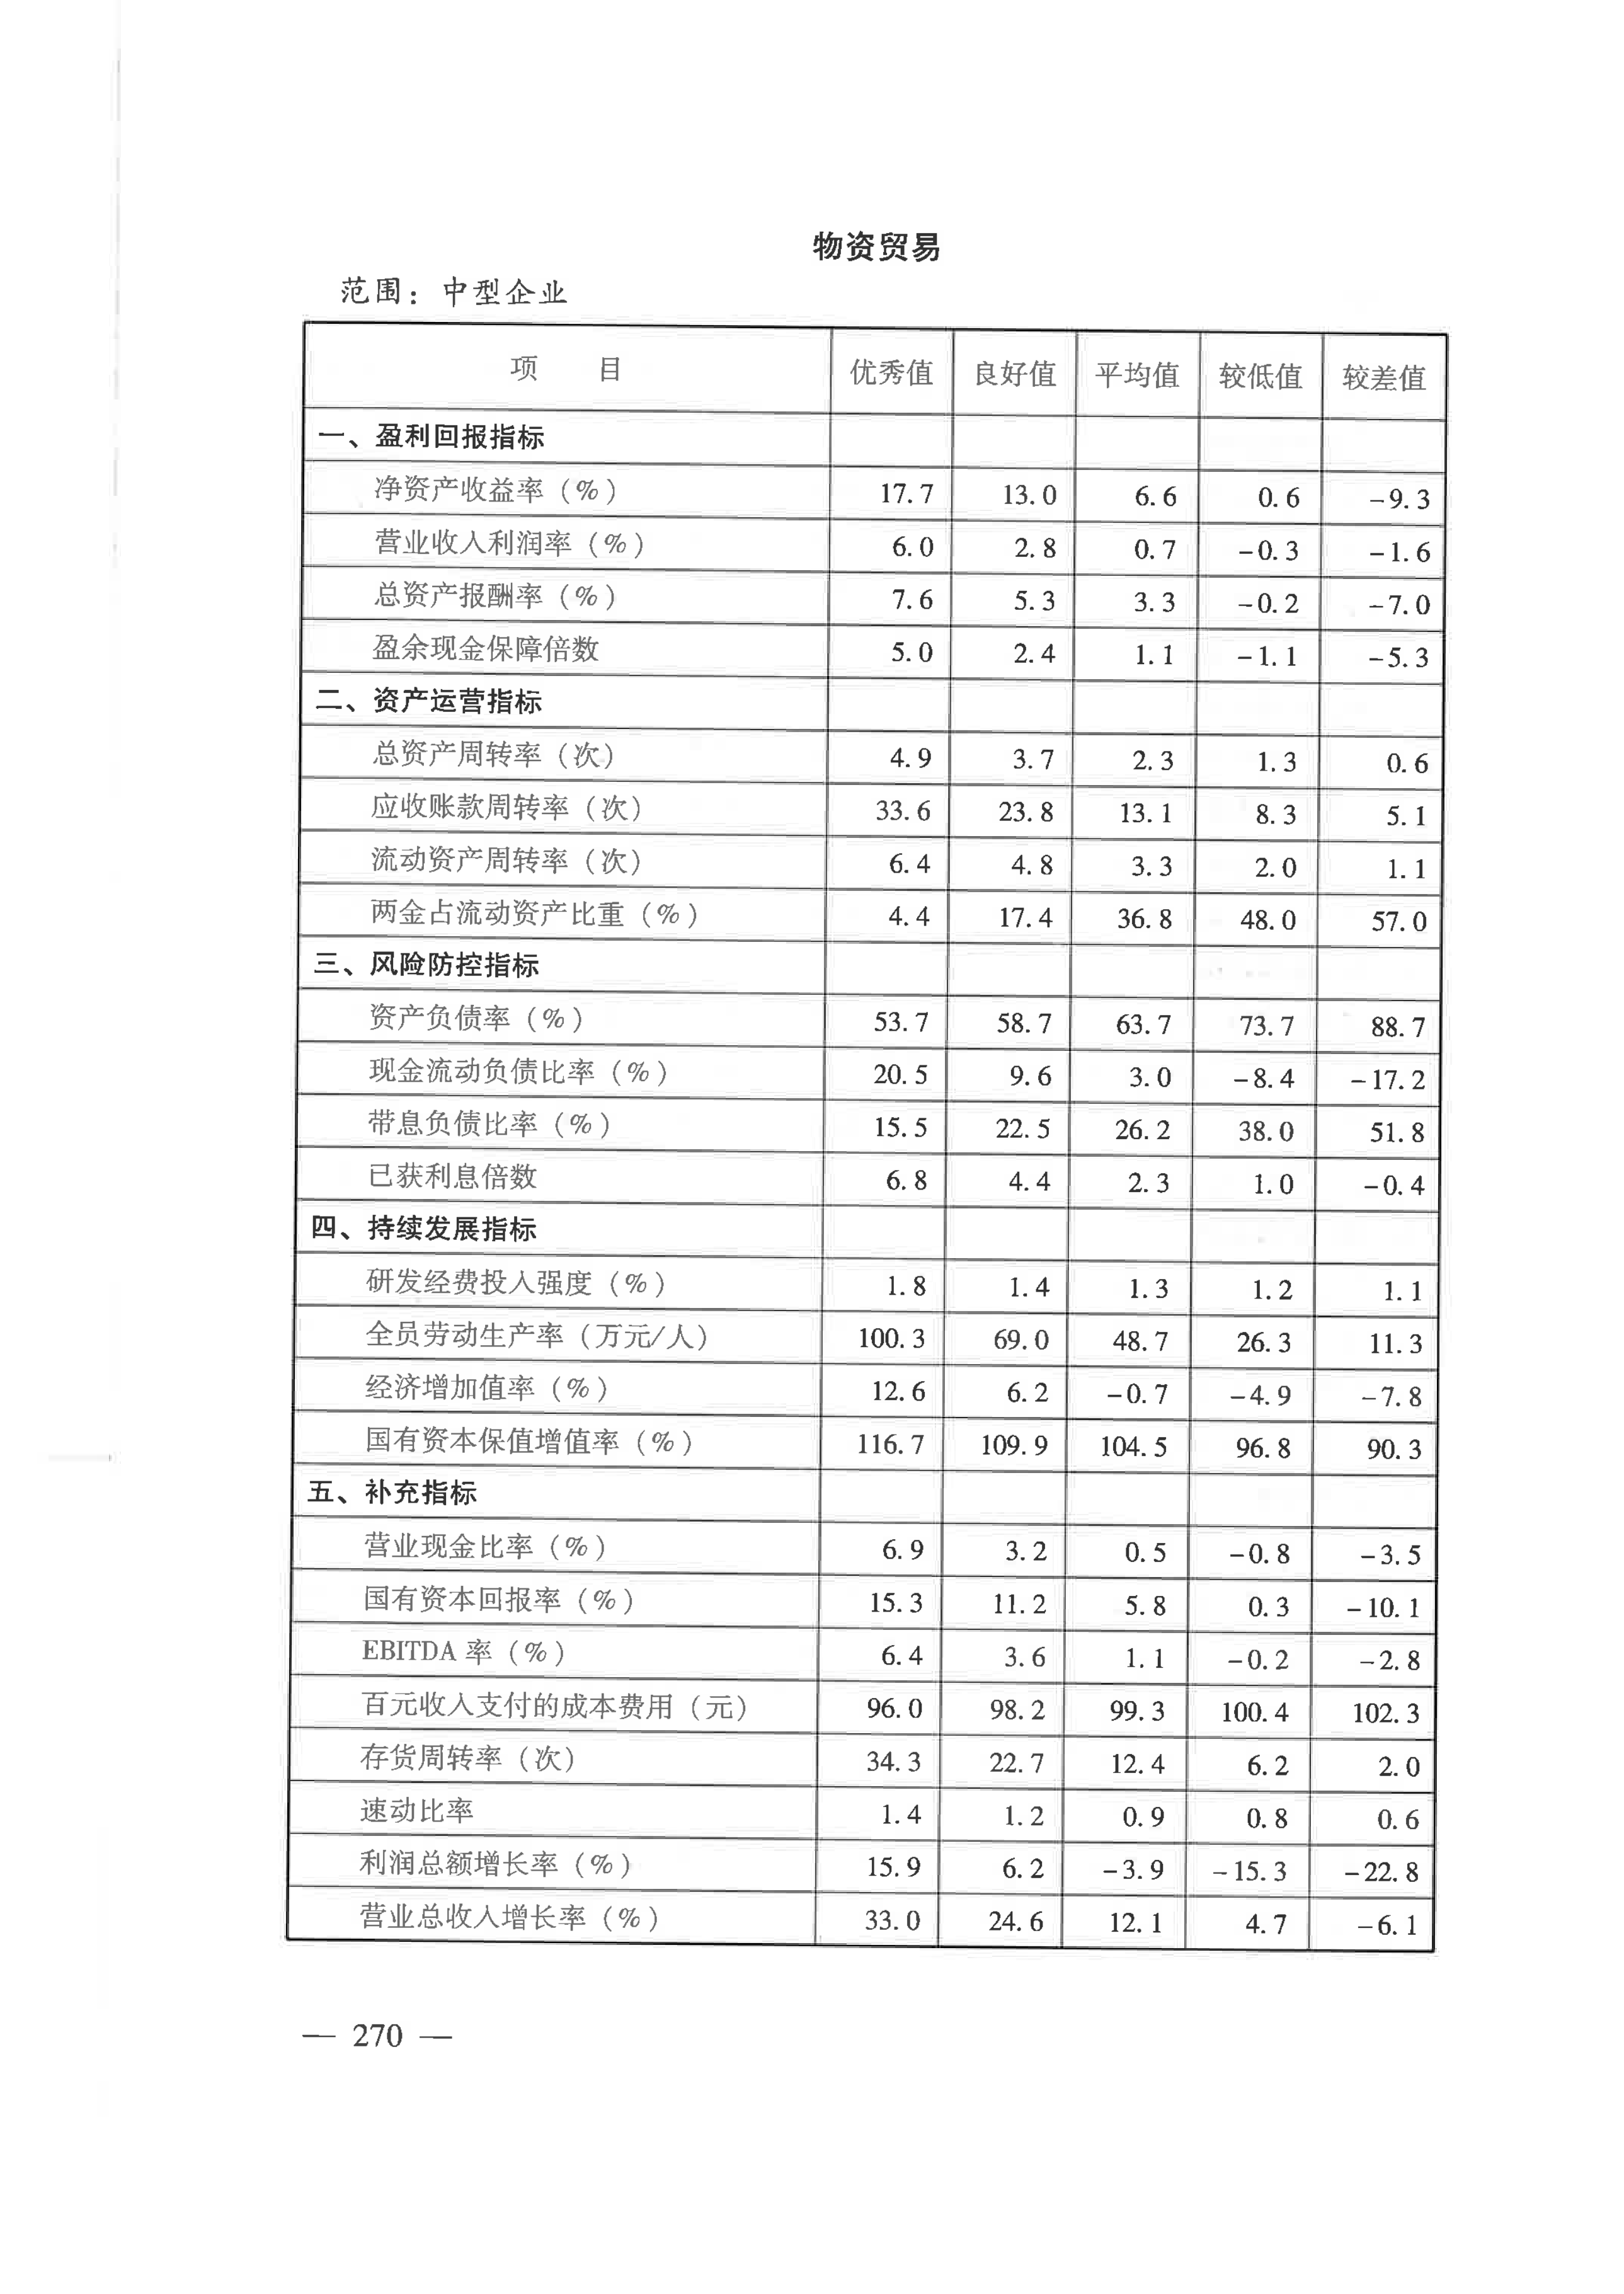 物资贸易
范围：中型企业
项 目 优秀值 良好值 平均值 较低值 较差值
一、盈利回报指标
净资产收益率（%） 17.7 13.0 6.6 0.6 -9.3
营业收入利润率（%） 6.0 2.8 0.7 -0.3 -1.6
总资产报酬率（%） 7.6 5.3 3.3 -0.2 -7.0
盈余现金保障倍数 5.0 2.4 1.1 -1.1 -5.3
二、资产运营指标
总资产周转率（次） 4.9 3.7 2.3 1.3 0.6
应收账款周转率（次） 33.6 23.8 13.1 8.3 5.1
流动资产周转率（次） 6.4 4.8 3.3 2.0 1.1
两金占流动资产比重（%） 4.4 17.4 36.8 48.0 57.0
三、风险防控指标
资产负债率（%） 53.7 58.7 63.7 73.7 88.7
现金流动负债比率（%） 20.5 9.6 3.0 -8.4 -17.2
带息负债比率（%） 15.5 22.5 26.2 38.0 51.8
已获利息倍数 6.8 4.4 2.3 1.0 -0.4
四、持续发展指标
研发经费投入强度（%） 1.8 1.4 1.3 1.2 1.1
全员劳动生产率（万元/人） 100.3 69.0 48.7 26.3 11.3
经济增加值率（%） 12.6 6.2 -0.7 -4.9 -7.8
国有资本保值增值率（%） 116.7 109.9 104.5 96.8 90.3
五、补充指标
营业现金比率（%） 6.9 3.2 0.5 -0.8 -3.5
国有资本回报率（%） 15.3 11.2 5.8 0.3 -10.1
EBITDA 率（%） 6.4 3.6 1.1 -0.2 -2.8
百元收入支付的成本费用（元） 96.0 98.2 99.3 100.4 102.3
存货周转率（次） 34.3 22.7 12.4 6.2 2.0
速动比率 1.4 1.2 0.9 0.8 0.6
利润总额增长率（%） 15.9 6.2 -3.9 -15.3 -22.8
营业总收入增长率（%） 33.0 24.6 12.1 4.7 -6.1
— 270 —